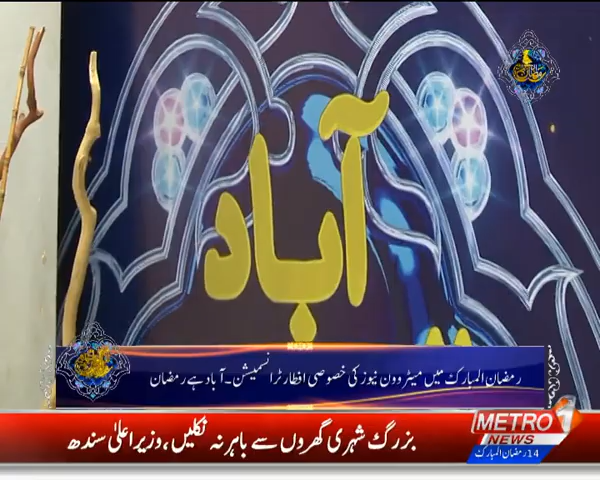 آباد
رمضان المبارک میں میٹرو ون نیوز کی خصوصی افطار ٹرانسمیشن۔ آباد ہے رمضان
بزرگ شہری گھروں سے باہر نہ نکلیں، وزیراعلیٰ سندھ
METRO 1
NEWS
14 رمضان المبارک